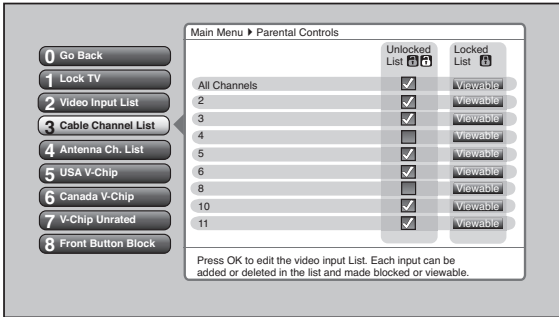 Main Menu ▶ Parental Controls
Unlocked List
Locked List
0 Go Back
1 Lock TV
2 Video Input List
3 Cable Channel List
4 Antenna Ch. List
5 USA V-Chip
6 Canada V-Chip
7 V-Chip Unrated
8 Front Button Block
All Channels Viewable
2 Viewable
3 Viewable
4 Viewable
5 Viewable
6 Viewable
8 Viewable
10 Viewable
11 Viewable
Press OK to edit the video input List. Each input can be
added or deleted in the list and made blocked or viewable.